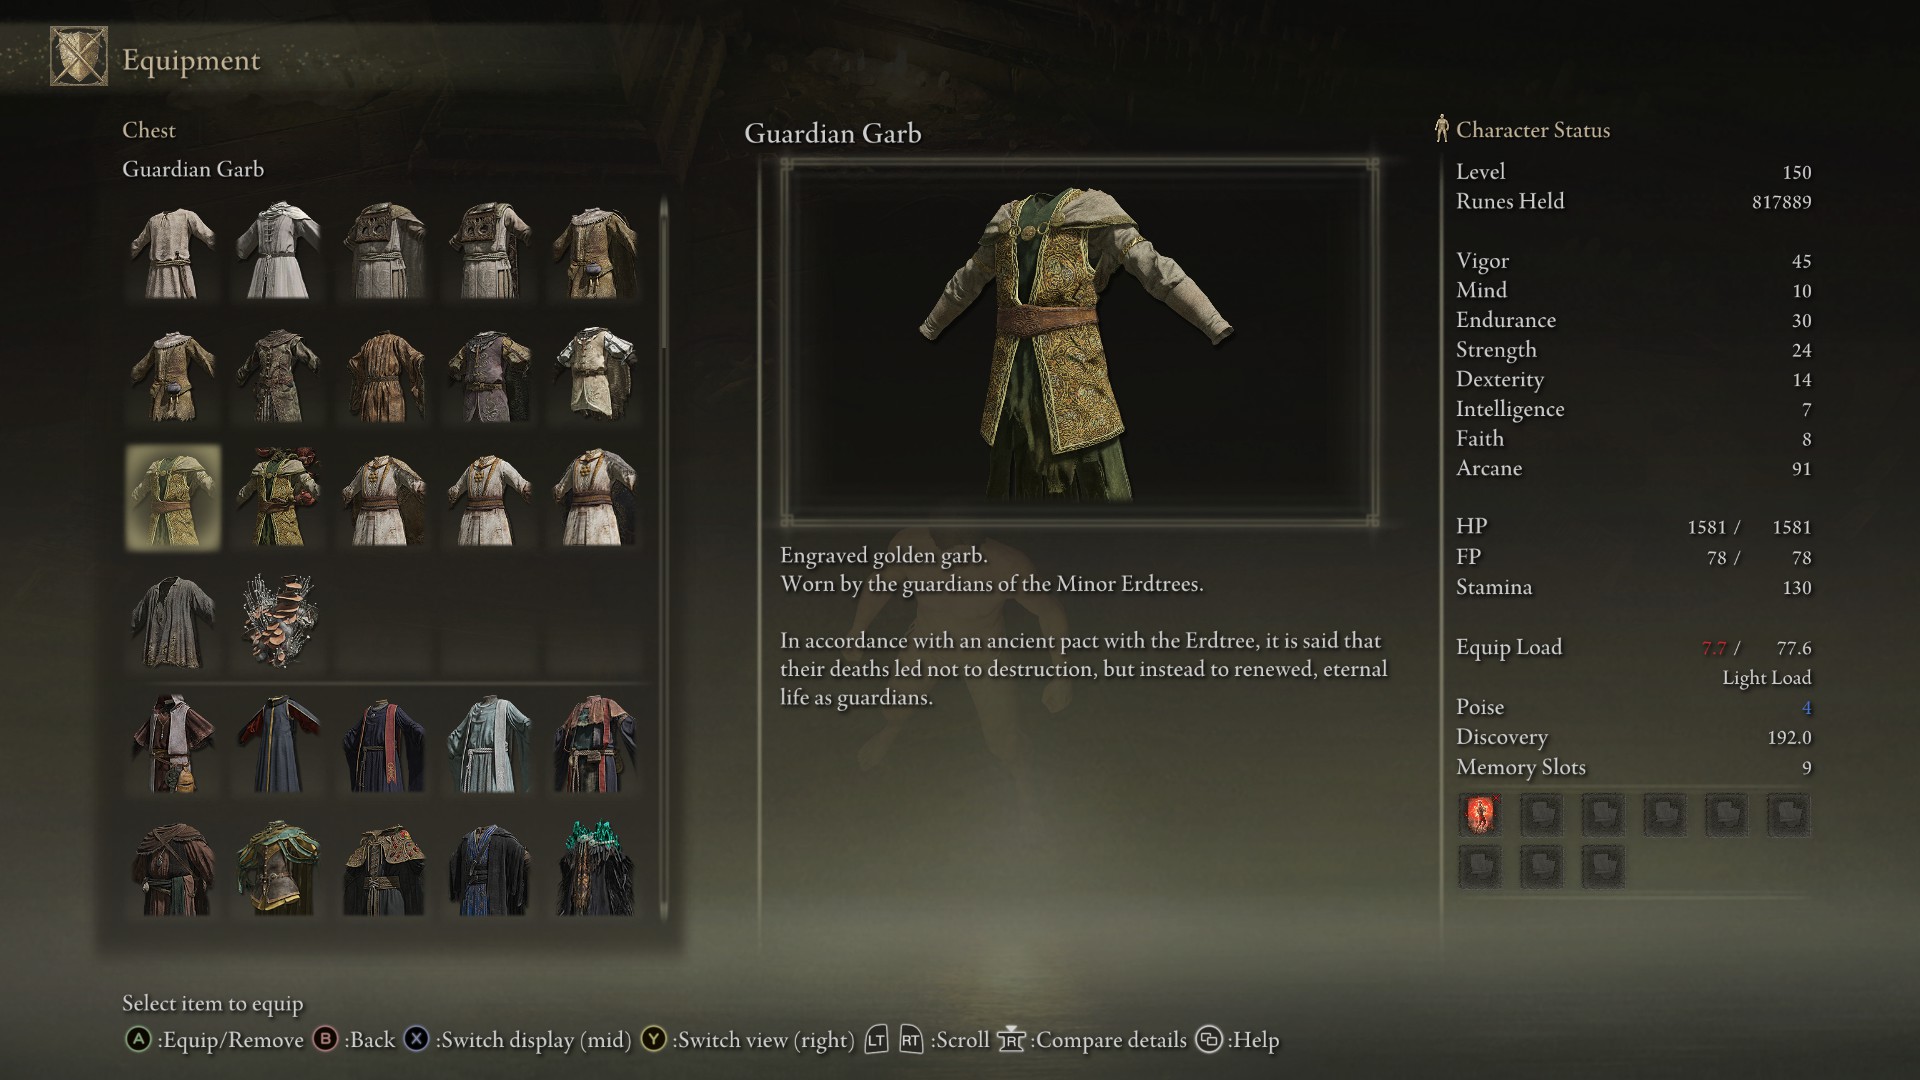 Equipment
Chest
Guardian Garb
Guardian Garb
Engraved golden garb.
Worn by the guardians of the Minor Erdtrees.
In accordance with an ancient pact with the Erdtree, it is said that
their deaths led not to destruction, but instead to renewed, eternal
life as guardians.
Character Status
Level 150
Runes Held 817889
Vigor 45
Mind 10
Endurance 30
Strength 24
Dexterity 14
Intelligence 7
Faith 8
Arcane 91
HP 1581 / 1581
FP 78 / 78
Stamina 130
Equip Load 7.7 / 77.6
Light Load
Poise 4
Discovery 192.0
Memory Slots 9
Select item to equip
A :Equip/Remove B :Back X :Switch display (mid) Y :Switch view (right) LT RT :Scroll R :Compare details :Help